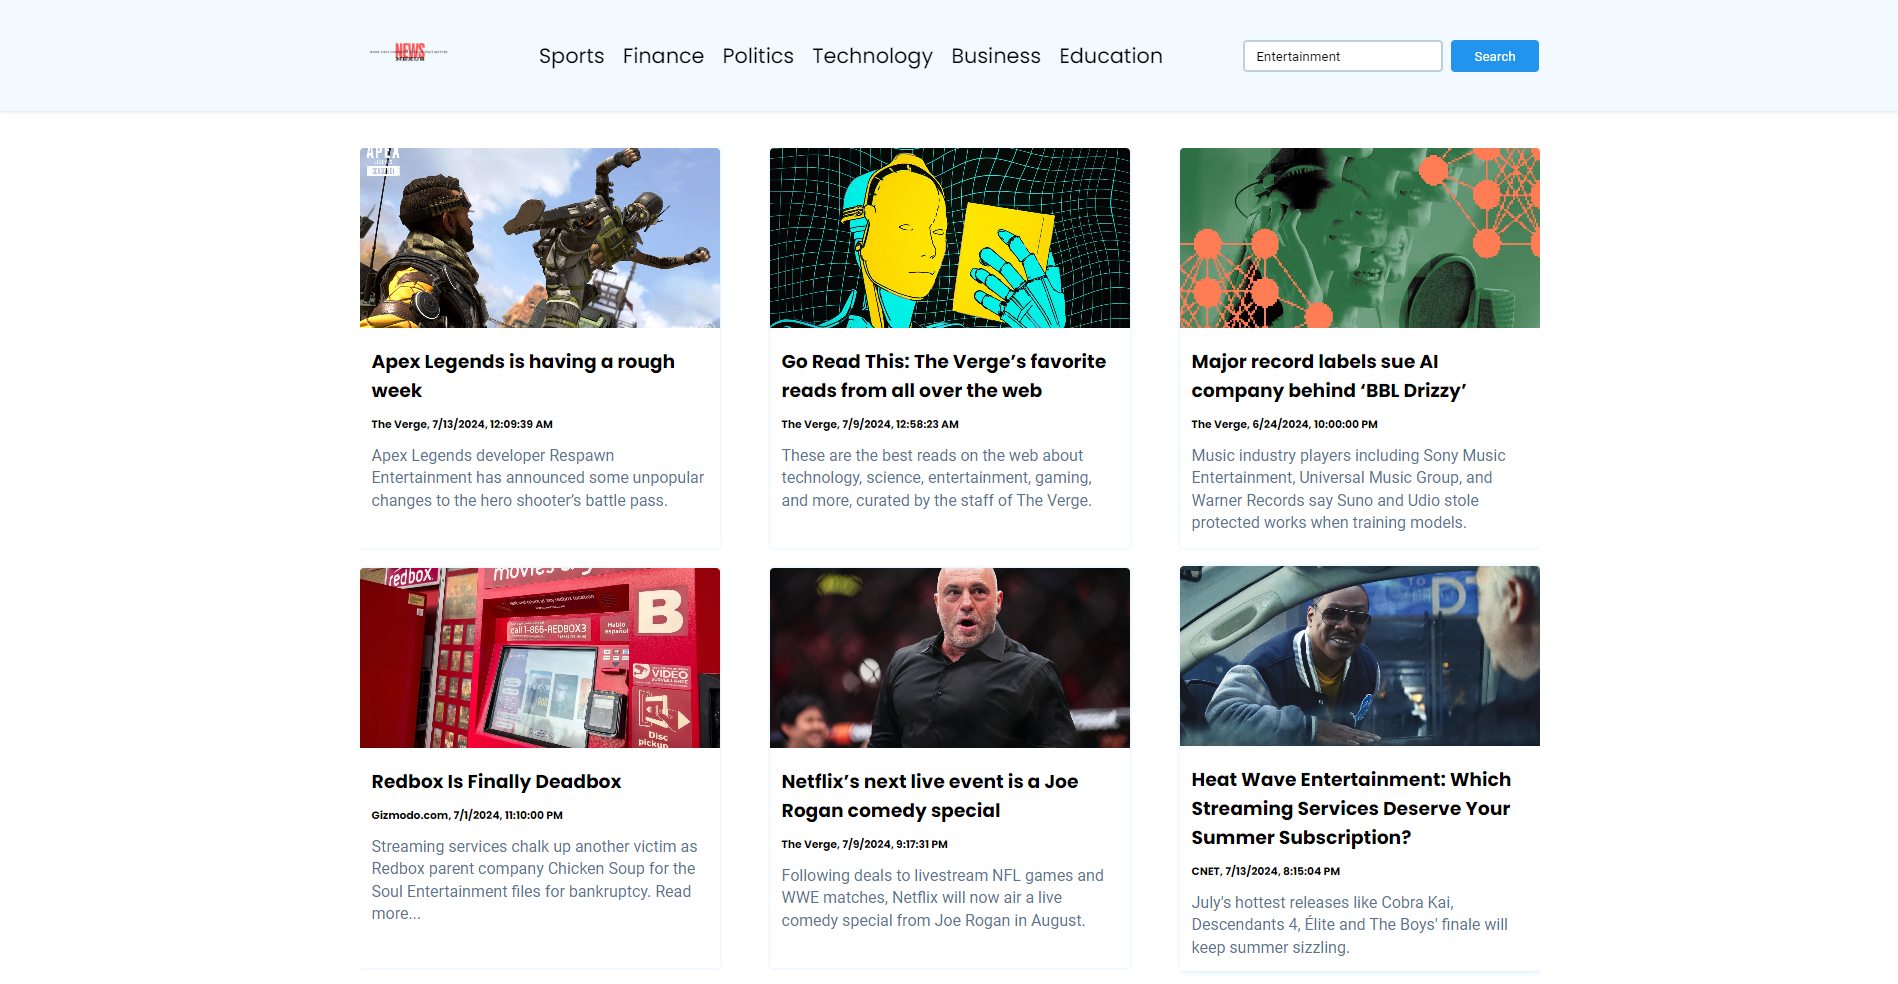 NEWS
NEXUS
Sports Finance Politics Technology Business Education
Entertainment
Search
APEX
Apex Legends is having a rough
week
The Verge, 7/13/2024, 12:09:39 AM
Apex Legends developer Respawn
Entertainment has announced some unpopular
changes to the hero shooter’s battle pass.
Go Read This: The Verge’s favorite
reads from all over the web
The Verge, 7/9/2024, 12:58:23 AM
These are the best reads on the web about
technology, science, entertainment, gaming,
and more, curated by the staff of The Verge.
Major record labels sue AI
company behind ‘BBL Drizzy’
The Verge, 6/24/2024, 10:00:00 PM
Music industry players including Sony Music
Entertainment, Universal Music Group, and
Warner Records say Suno and Udio stole
protected works when training models.
redbox.
movies
B
call 1-866-REDBOX3
Hablo
español
VIDEO
SURVEILLANCE
Disc
pickup
Redbox Is Finally Deadbox
Gizmodo.com, 7/1/2024, 11:10:00 PM
Streaming services chalk up another victim as
Redbox parent company Chicken Soup for the
Soul Entertainment files for bankruptcy. Read
more...
Netflix’s next live event is a Joe
Rogan comedy special
The Verge, 7/9/2024, 9:17:31 PM
Following deals to livestream NFL games and
WWE matches, Netflix will now air a live
comedy special from Joe Rogan in August.
D
Heat Wave Entertainment: Which
Streaming Services Deserve Your
Summer Subscription?
CNET, 7/13/2024, 8:15:04 PM
July's hottest releases like Cobra Kai,
Descendants 4, Élite and The Boys' finale will
keep summer sizzling.